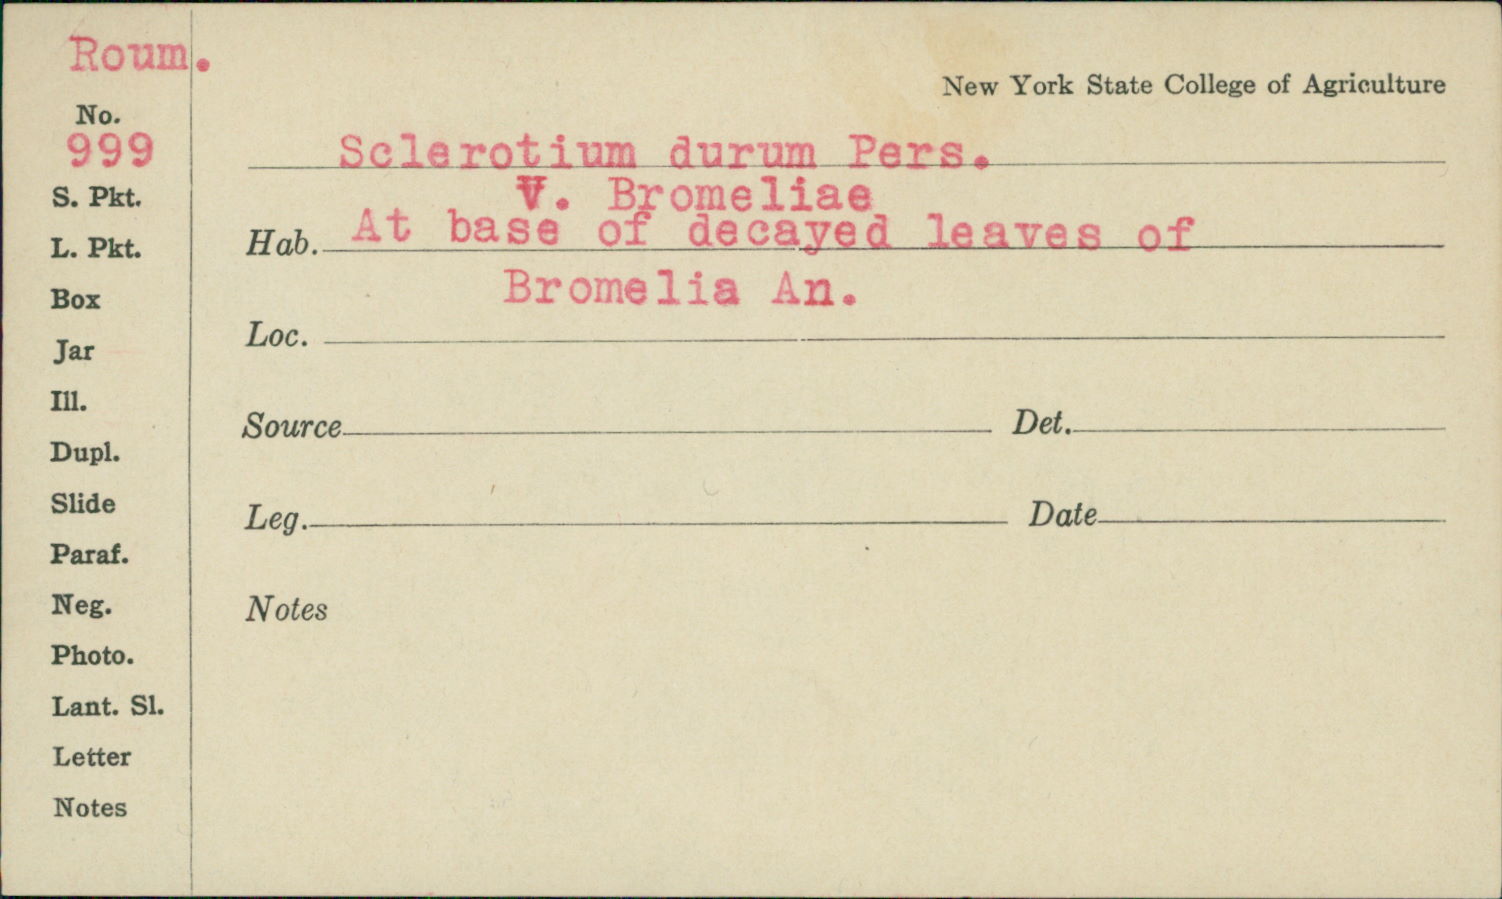 Roum.
New York State College of Agriculture
No.
999
Sclerotium durum Pers.
V. Bromeliae
S. Pkt.
Hab. At base of decayed leaves of
L. Pkt.
Bromelia An.
Box
Loc.
Jar
Ill.
Source Det.
Dupl.
Slide
Leg. Date
Paraf.
Neg.
Notes
Photo.
Lant. Sl.
Letter
Notes